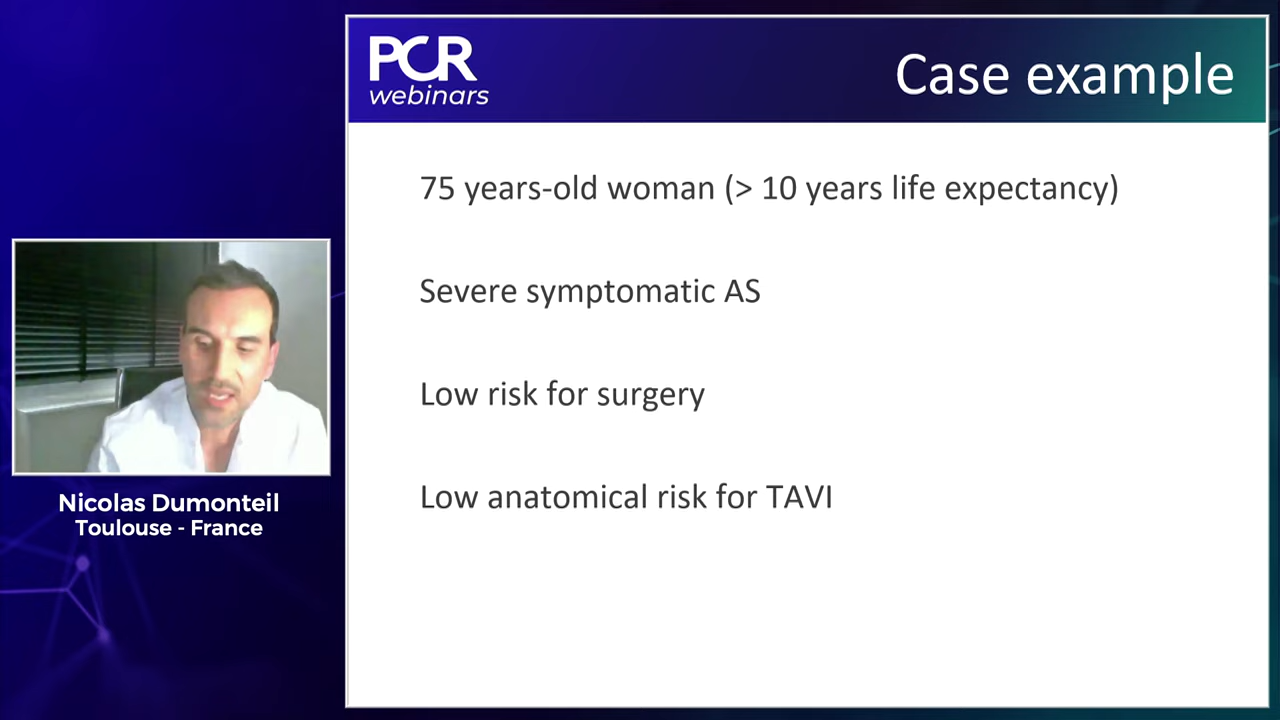 PCR
webinars
Case example
75 years-old woman (> 10 years life expectancy)
Severe symptomatic AS
Low risk for surgery
Low anatomical risk for TAVI
Nicolas Dumonteil
Toulouse - France